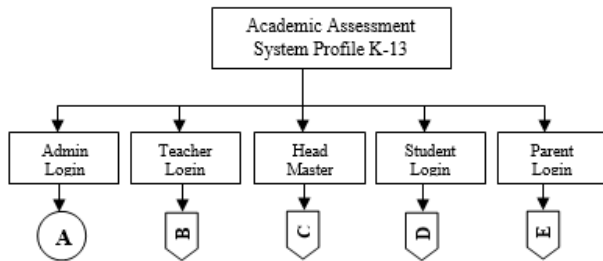 Academic Assessment
System Profile K-13
Admin
Login
Teacher
Login
Head
Master
Student
Login
Parent
Login
A
B
C
D
E